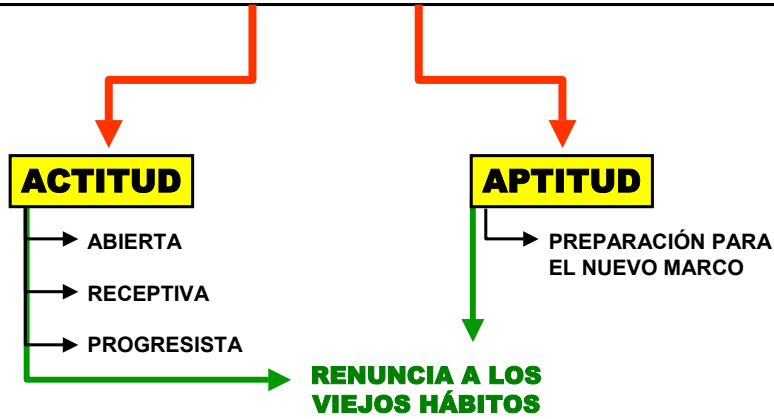 ACTITUD
ABIERTA
RECEPTIVA
PROGRESISTA
APTITUD
PREPARACIÓN PARA
EL NUEVO MARCO
RENUNCIA A LOS
VIEJOS HÁBITOS